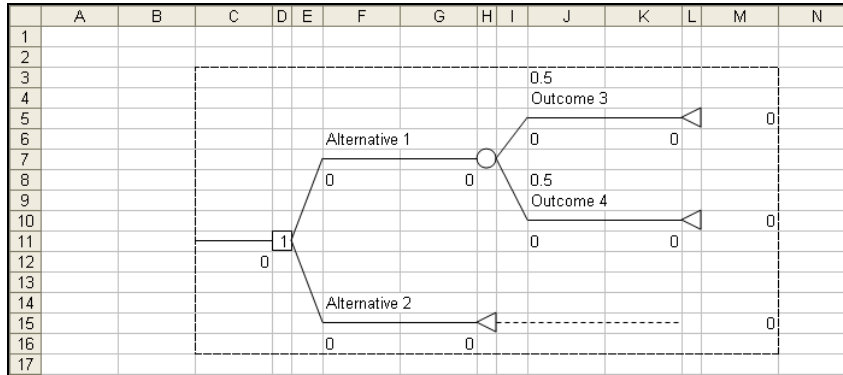 A B C D E F G H I J K L M N
1
2
3 0.5
4 Outcome 3
5 0
6 Alternative 1 0 0
7
8 0 0 0.5
9 Outcome 4
10 0
11 1 0 0
12 0
13
14 Alternative 2
15 0
16 0 0
17